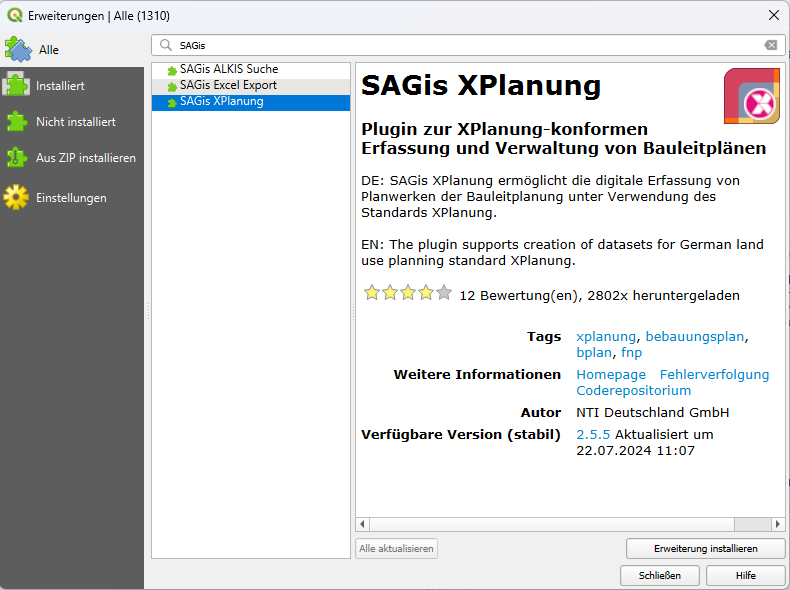 Erweiterungen | Alle (1310)
Alle
Installiert
Nicht installiert
Aus ZIP installieren
Einstellungen
SAGis
SAGis ALKIS Suche
SAGis Excel Export
SAGis XPlanung
SAGis XPlanung
Plugin zur XPlanung-konformen
Erfassung und Verwaltung von Bauleitplänen
DE: SAGis XPlanung ermöglicht die digitale Erfassung von
Planwerken der Bauleitplanung unter Verwendung des
Standards XPlanung.
EN: The plugin supports creation of datasets for German land
use planning standard XPlanung.
12 Bewertung(en), 2802x heruntergeladen
Tags xplanung, bebauungsplan,
bplan, fnp
Weitere Informationen Homepage Fehlerverfolgung
Coderepositorium
Autor NTI Deutschland GmbH
Verfügbare Version (stabil) 2.5.5 Aktualisiert um
22.07.2024 11:07
Alle aktualisieren
Erweiterung installieren
Schließen
Hilfe